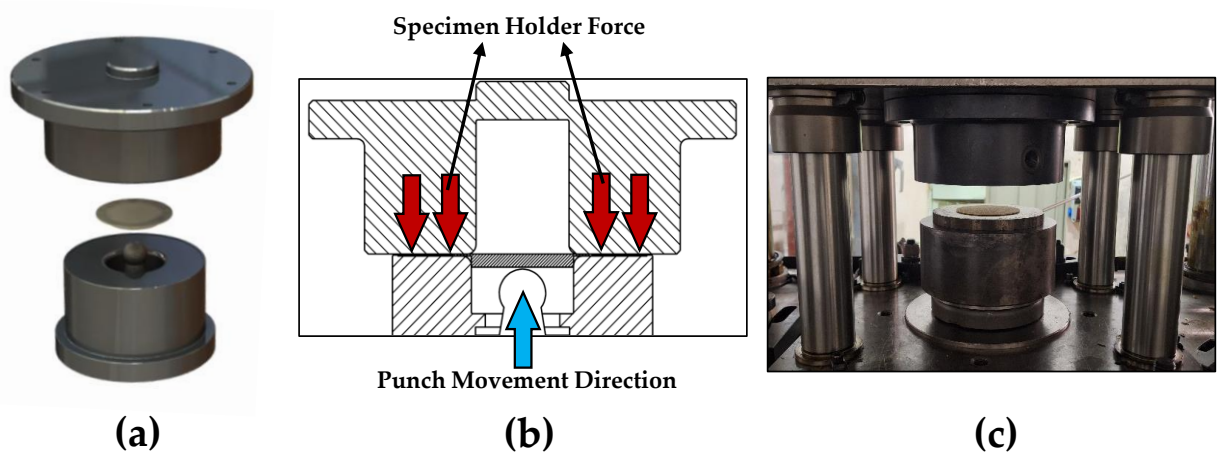 Specimen Holder Force
Punch Movement Direction
(a)
(b)
(c)